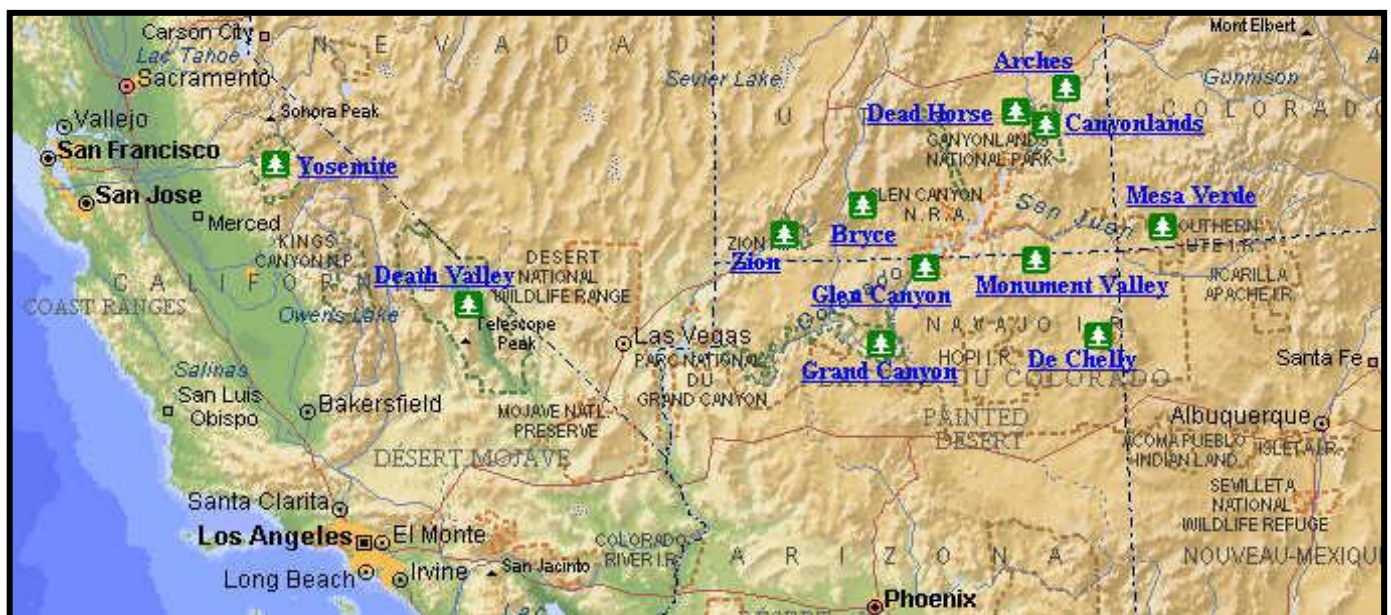 Carson City
N E V A D A
Mont Elbert
Lac Tahoe
Sacramento
Sevier Lake
Arches
Gunnison
Vallejo
Sohora Peak
U
Dead Horse
Canyonlands
C O L O R A D O
San Francisco
CANYONLANDS
NATIONAL PARK
Yosemite
San Jose
Merced
GLEN CANYON
N.R.A.
San Juan
Mesa Verde
KINGS
CANYON N.P.
ZION
Zion
Bryce
OUTHERN
UTE I.R.
DESERT
NATIONAL
WILDLIFE RANGE
Death Valley
C A L I F O R N
COAST RANGES
Owens Lake
Glen Canyon
Monument Valley
JICARILLA
APACHE I.R.
Telescope
Peak
Las Vegas
Colorado
N A V A J O I R
HOPI I.R.
De Chelly
Santa Fe
PARC NATIONAL
DU
GRAND CANYON
Grand Canyon
DU COLORADO
Salinas
San Luis
Obispo
Bakersfield
MOJAVE NAT'L
PRESERVE
PAINTED
DESERT
Albuquerque
ACOMA PUEBLO
INDIAN LAND
ISLETA I.R.
DÉSERT MOJAVE
SEVILLETA
NATIONAL
WILDLIFE REFUGE
Santa Clarita
Los Angeles
El Monte
COLORADO
RIVER I.R.
A R I Z O N A
NOUVEAU-MEXIQU
Long Beach
Irvine
San Jacinto
Phoenix